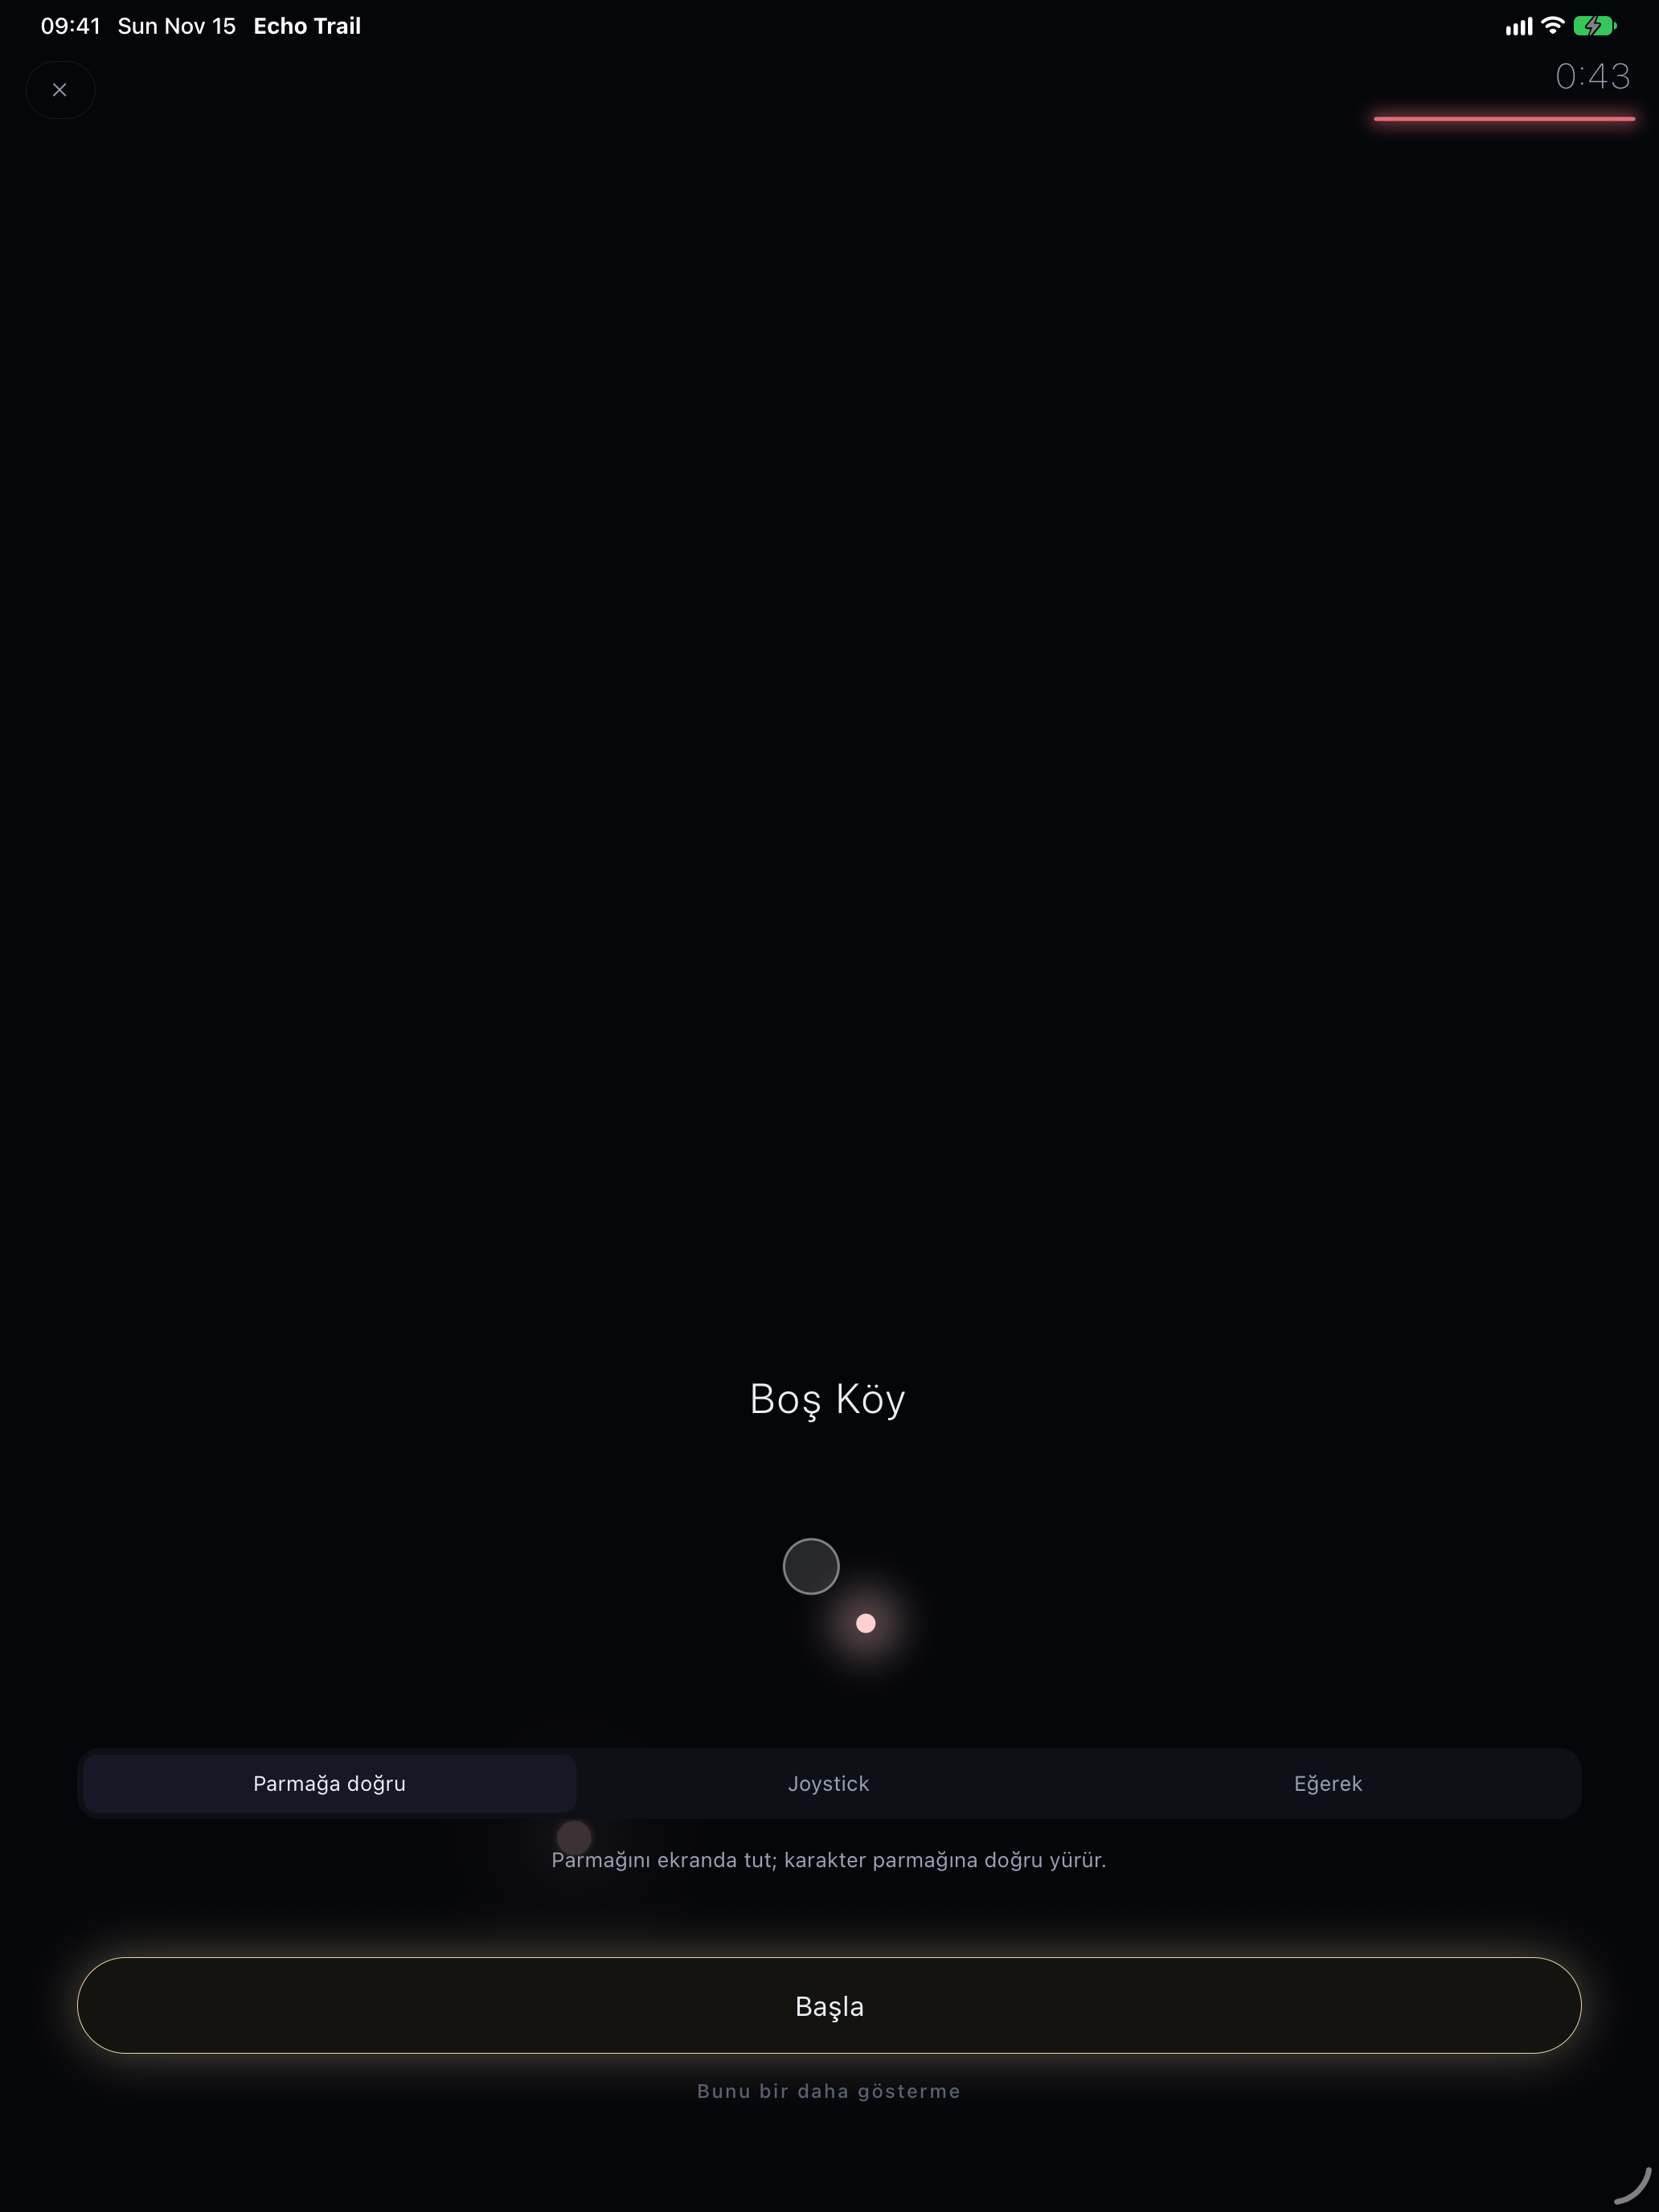 09:41 Sun Nov 15 Echo Trail
0:43
Boş Köy
Parmağa doğru Joystick Eğerek
Parmağını ekranda tut; karakter parmağına doğru yürür.
Başla
Bunu bir daha gösterme